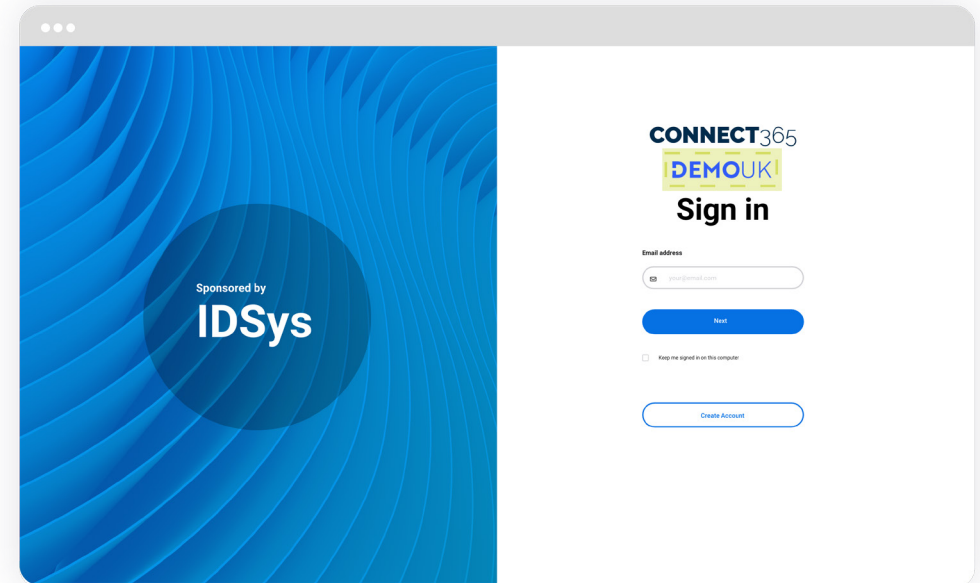 Sponsored by
IDSys
CONNECT365
DEMOUK
Sign in
Email address
your@email.com
Next
Keep me signed in on this computer
Create Account